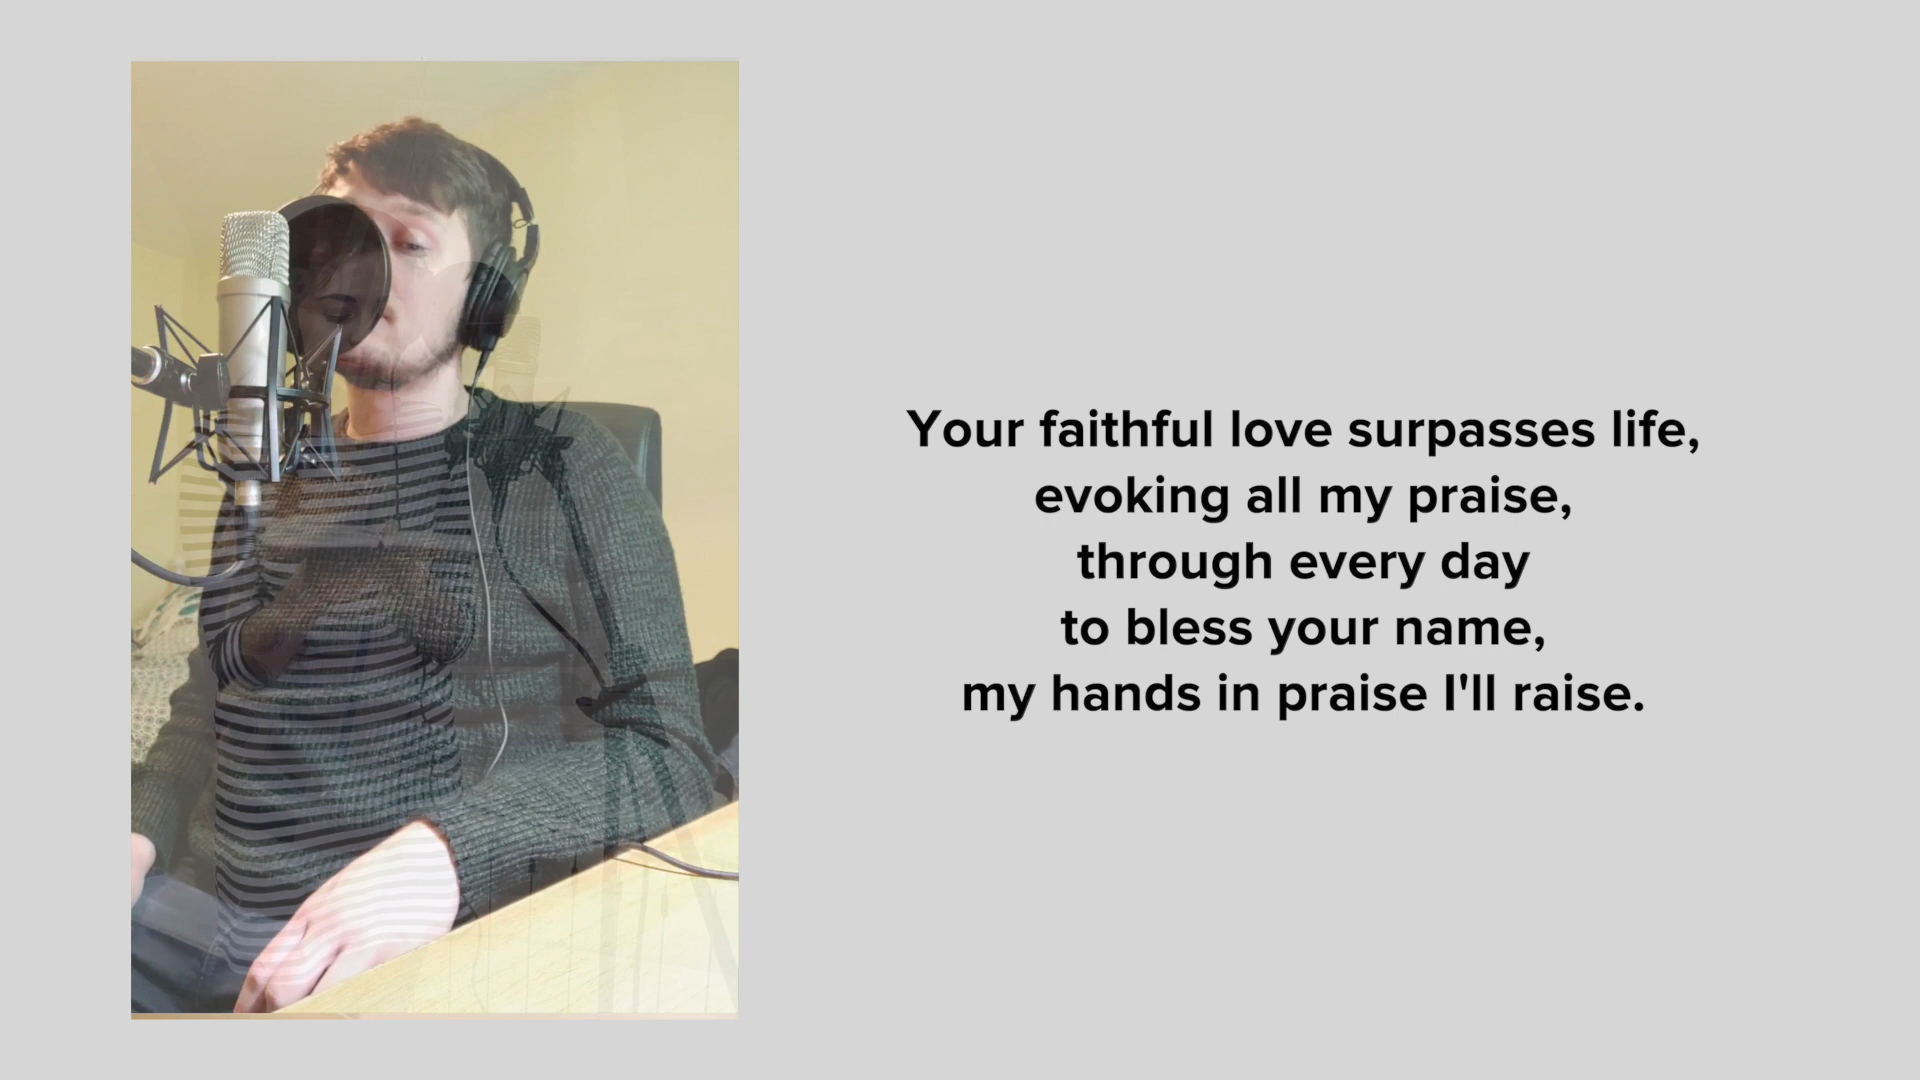 Your faithful love surpasses life,
evoking all my praise,
through every day
to bless your name,
my hands in praise I'll raise.